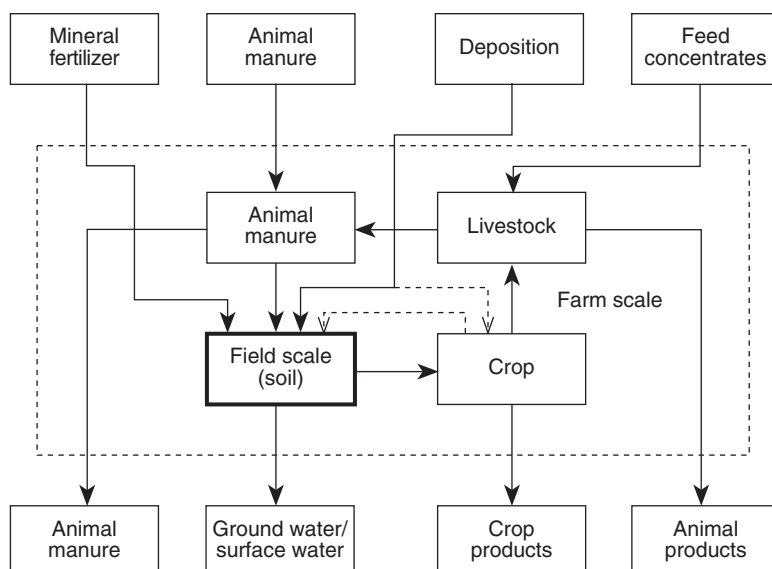 Mineral
fertilizer
Animal
manure
Deposition
Feed
concentrates
Animal
manure
Livestock
Farm scale
Field scale
(soil)
Crop
Animal
manure
Ground water/
surface water
Crop
products
Animal
products